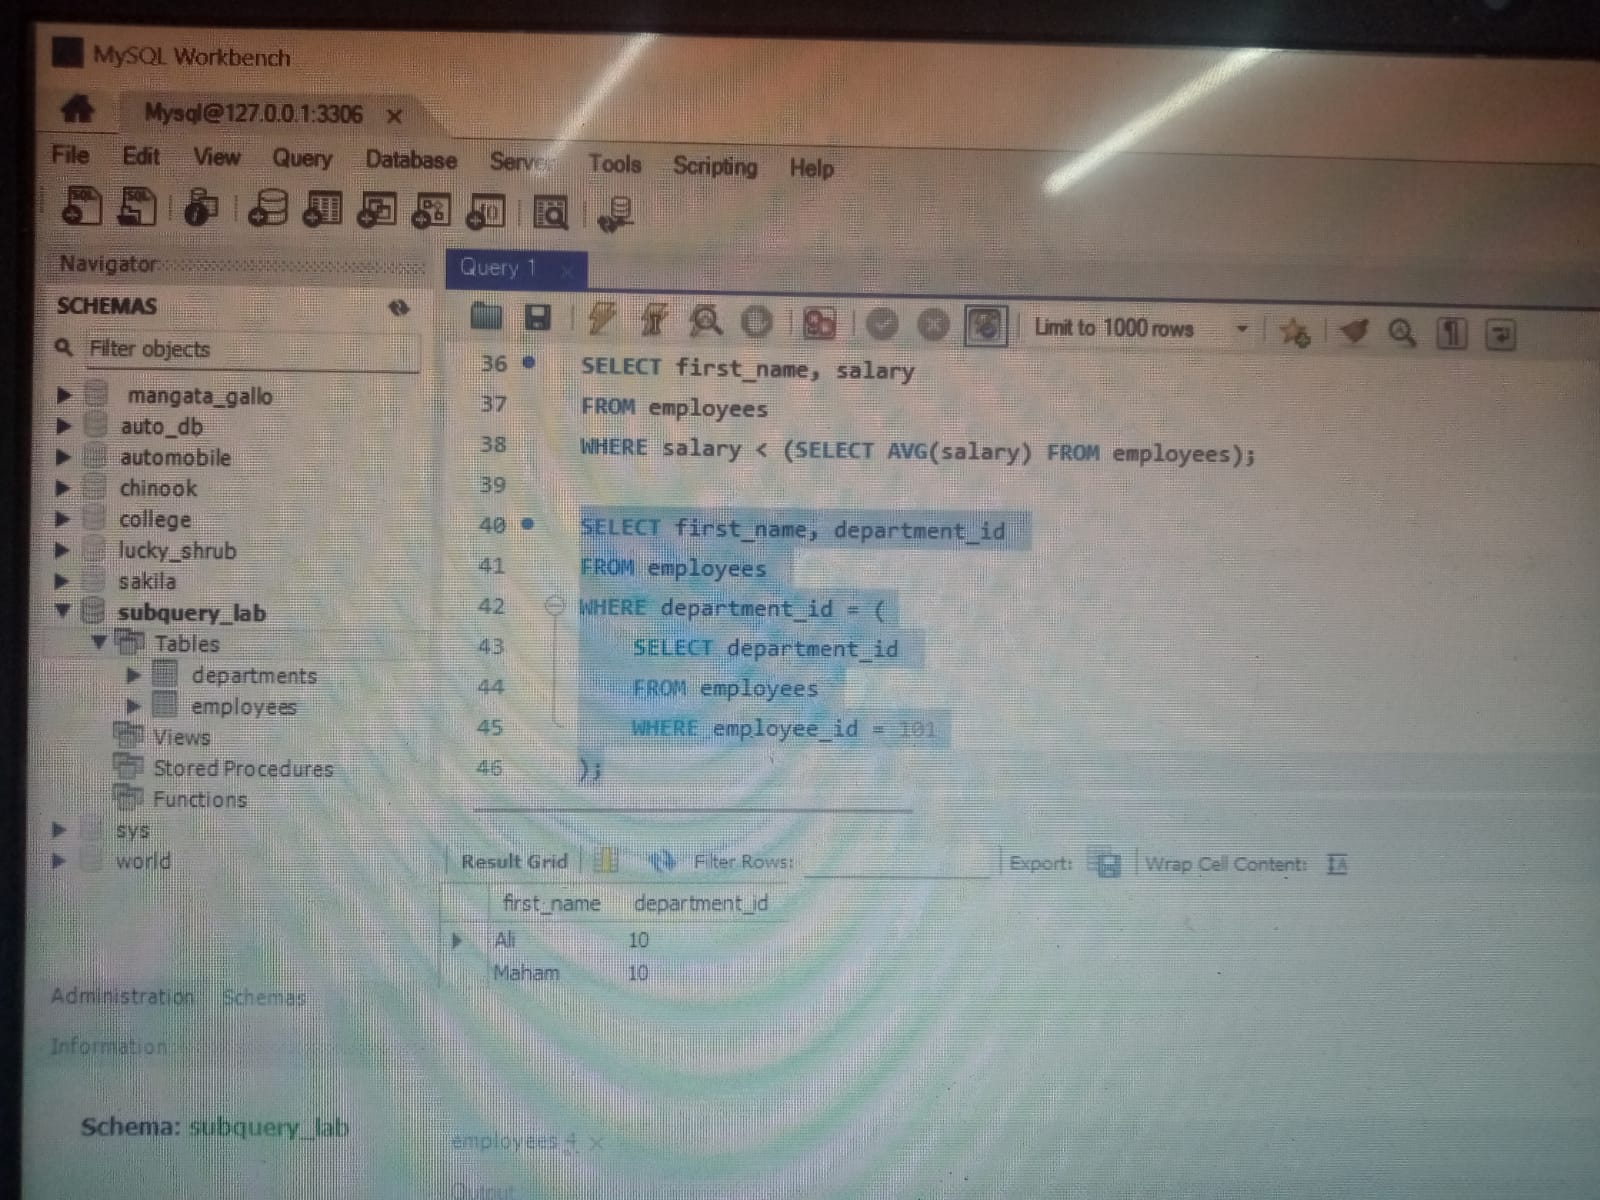 MySQL Workbench
Mysql@127.0.0.1:3306 ×
File Edit View Query Database Server Tools Scripting Help
Navigator
Query 1 ×
SCHEMAS
Limit to 1000 rows
Filter objects
mangata_gallo
auto_db
automobile
chinook
college
lucky_shrub
sakila
subquery_lab
Tables
departments
employees
Views
Stored Procedures
Functions
sys
world
36 SELECT first_name, salary
37 FROM employees
38 WHERE salary < (SELECT AVG(salary) FROM employees);
39
40 SELECT first_name, department_id
41 FROM employees
42 WHERE department_id = (
43 SELECT department_id
44 FROM employees
45 WHERE employee_id = 101
46 );
Result Grid Filter Rows: Export: Wrap Cell Content:
first_name department_id
Ali 10
Maham 10
Administration Schemas
Information
Schema: subquery_lab
employees 4 ×
Output